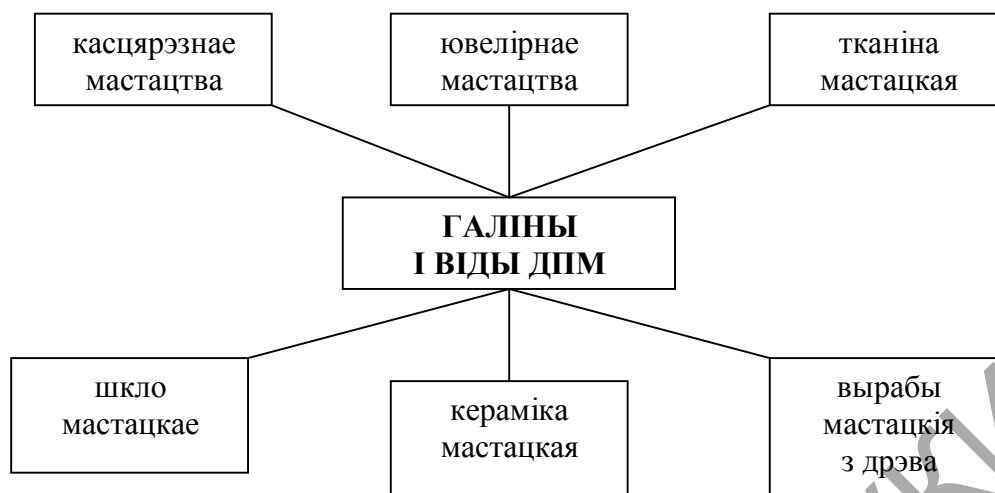 касцярэзнае
мастацтва
ювелірнае
мастацтва
тканіна
мастацкая
ГАЛІНЫ
І ВІДЫ ДПМ
шкло
мастацкае
кераміка
мастацкая
вырабы
мастацкія
з дрэва